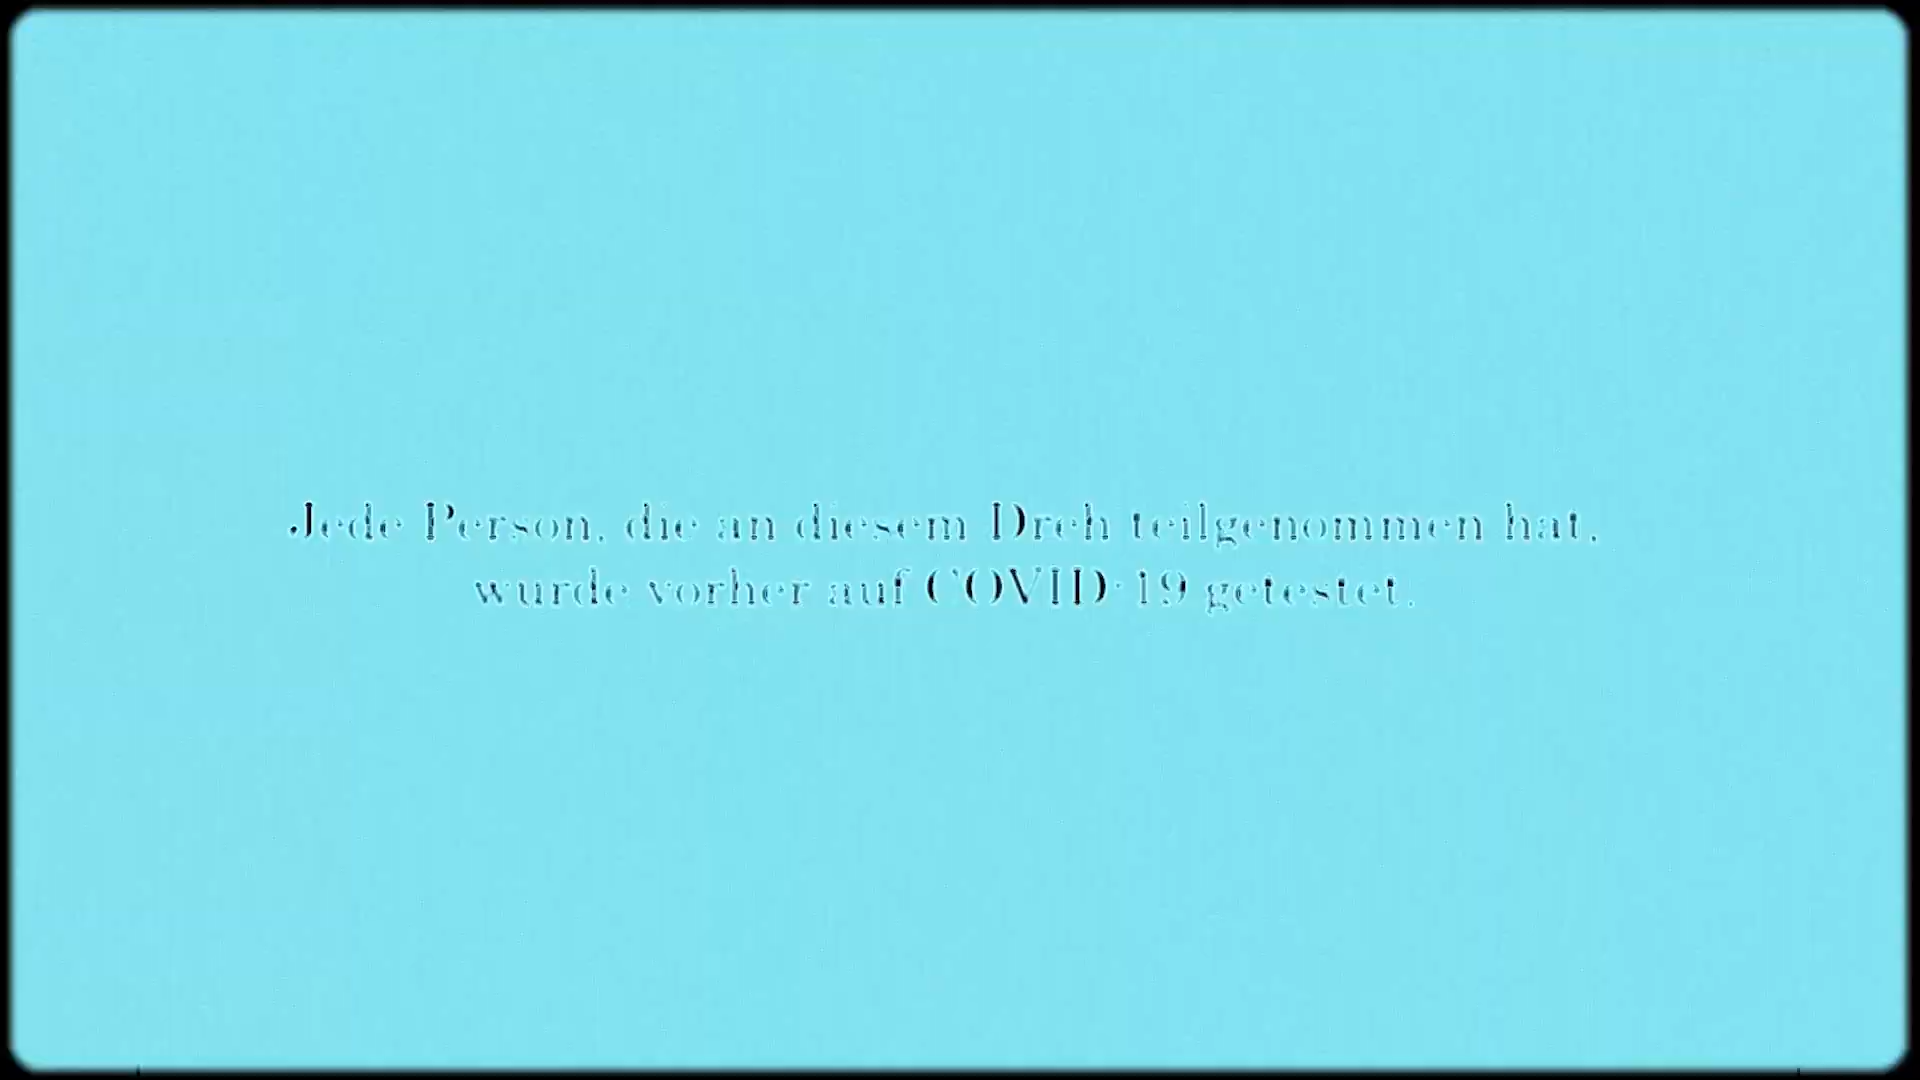 Jede Person, die an diesem Dreh teilgenommen hat,
wurde vorher auf COVID-19 getestet.